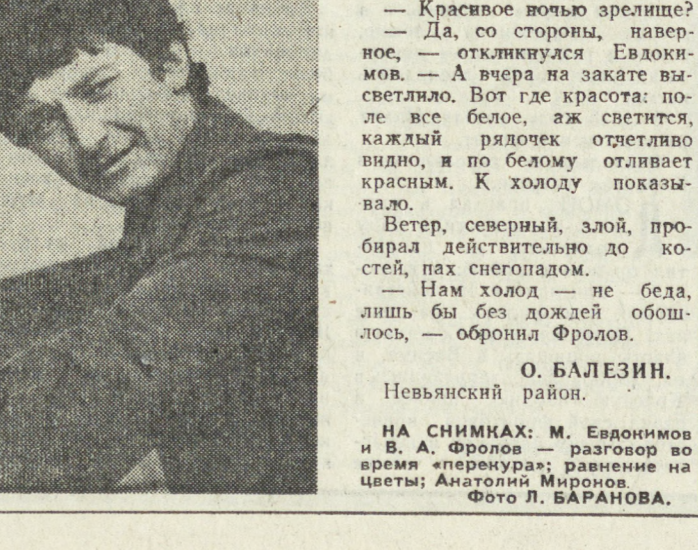 — Красивое ночью зрелище?
— Да, со стороны, навер-
ное, — откликнулся Евдоки-
мов. — А вчера на закате вы-
светлило. Вот где красота: по-
ле все белое, аж светится,
каждый рядочек отчетливо
видно, и по белому отливает
красным. К холоду показы-
вало.
Ветер, северный, злой, про-
бирал действительно до ко-
стей, пах снегопадом.
— Нам холод — не беда,
лишь бы без дождей обош-
лось, — обронил Фролов.
О. БАЛЕЗИН.
Невьянский район.
НА СНИМКАХ: М. Евдокимов
и В. А. Фролов — разговор во
время «перекура»; равнение на
цветы; Анатолий Миронов.
Фото Л. БАРАНОВА.